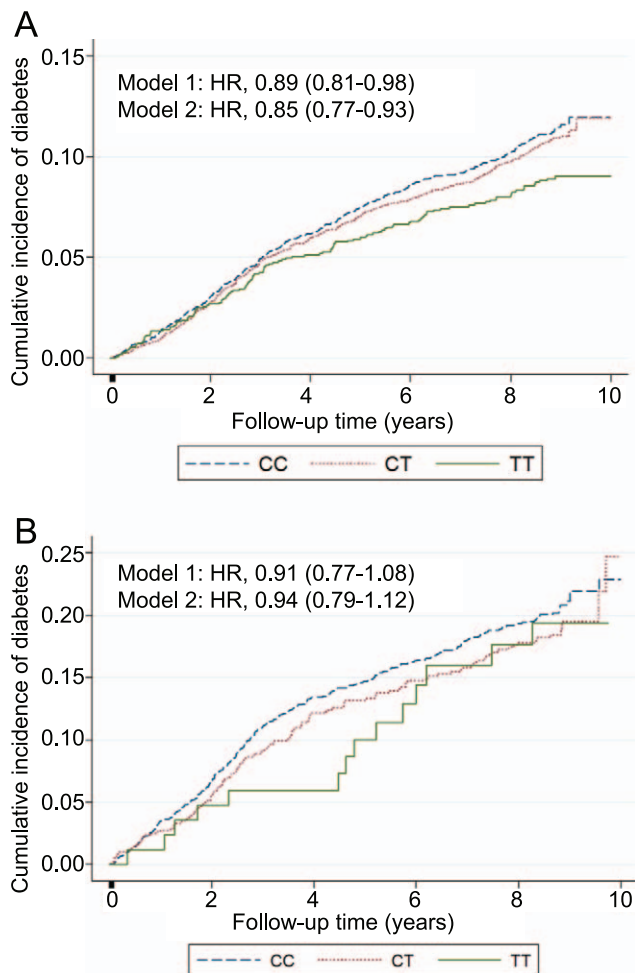 A
Cumulative incidence of diabetes
0.15
0.10
0.05
0.00
Model 1: HR, 0.89 (0.81-0.98)
Model 2: HR, 0.85 (0.77-0.93)
0 2 4 6 8 10
Follow-up time (years)
CC CT TT
B
Cumulative incidence of diabetes
0.25
0.20
0.15
0.10
0.05
0.00
Model 1: HR, 0.91 (0.77-1.08)
Model 2: HR, 0.94 (0.79-1.12)
0 2 4 6 8 10
Follow-up time (years)
CC CT TT